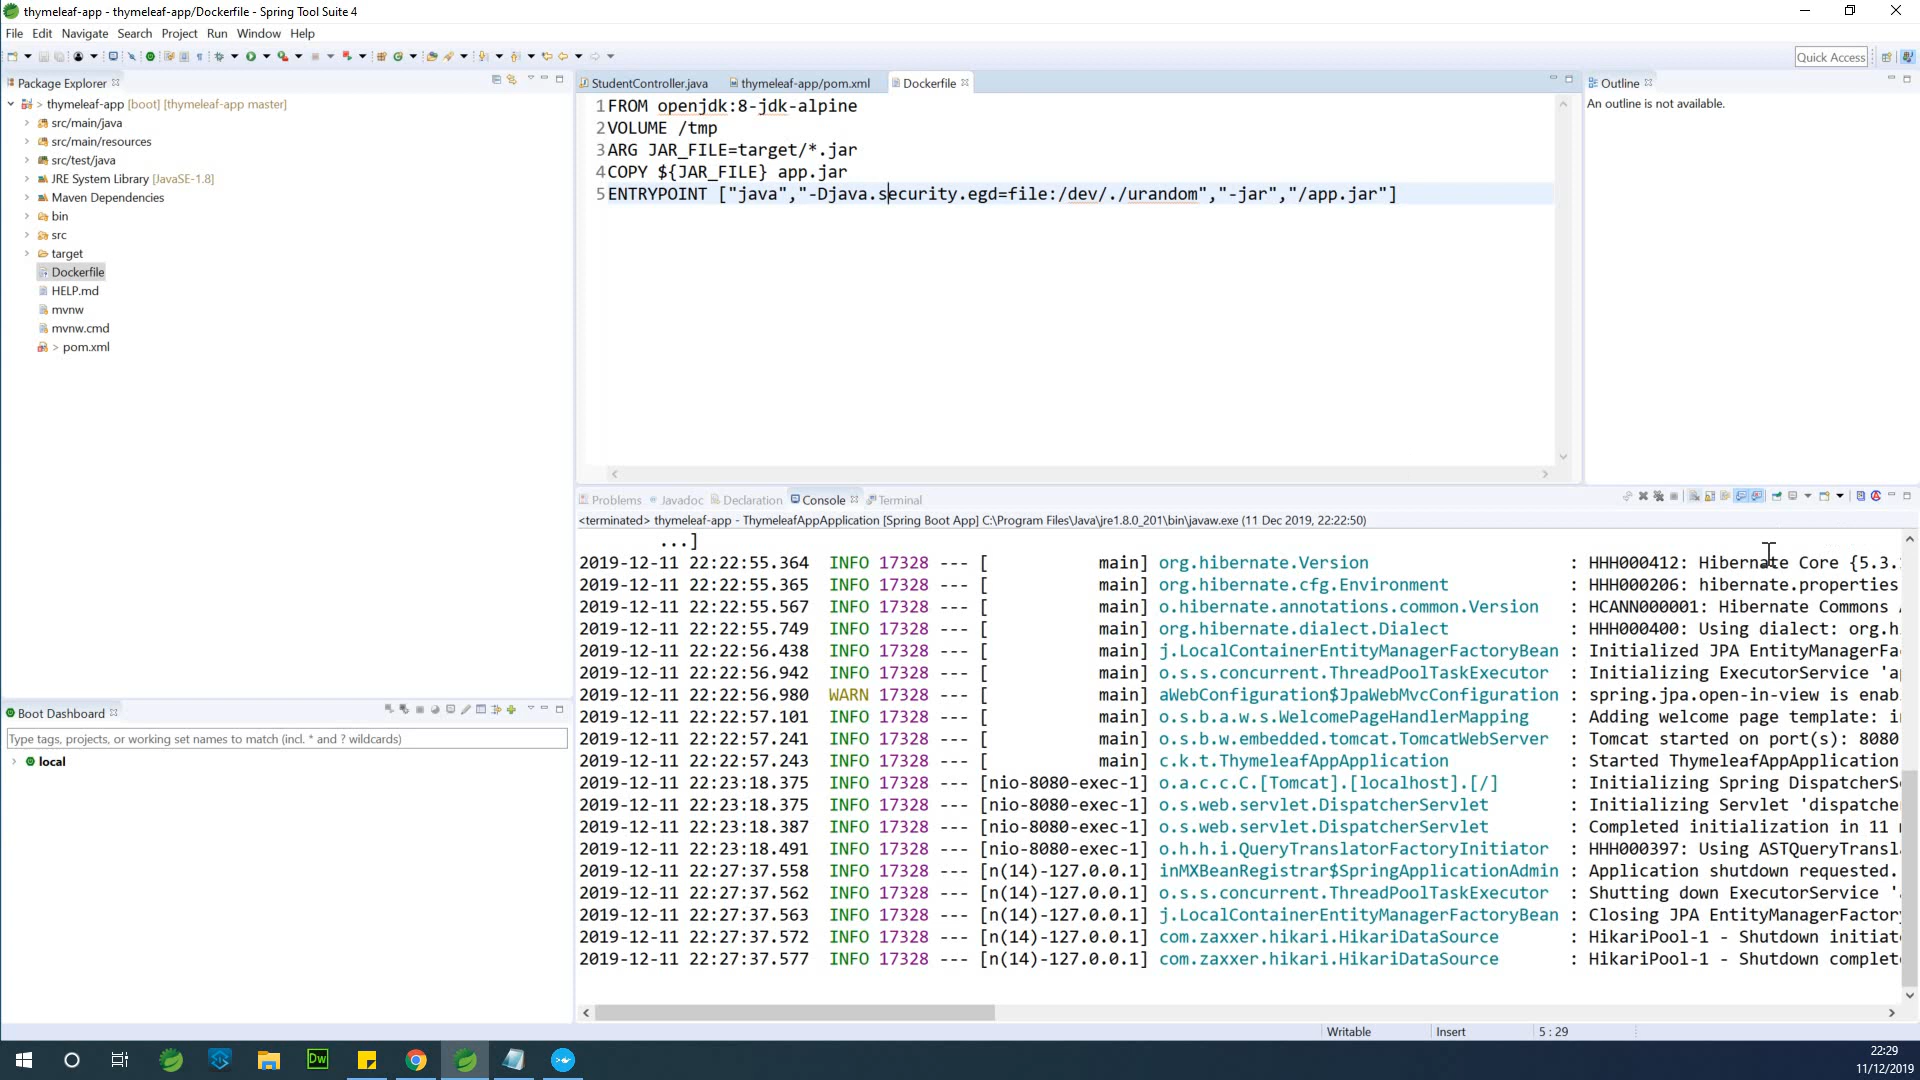 thymeleaf-app - thymeleaf-app/Dockerfile - Spring Tool Suite 4
File Edit Navigate Search Project Run Window Help
Quick Access
Package Explorer
> thymeleaf-app [boot] [thymeleaf-app master]
src/main/java
src/main/resources
src/test/java
JRE System Library [JavaSE-1.8]
Maven Dependencies
bin
src
target
Dockerfile
HELP.md
mvnw
mvnw.cmd
> pom.xml
StudentController.java thymeleaf-app/pom.xml Dockerfile
1 FROM openjdk:8-jdk-alpine
2 VOLUME /tmp
3 ARG JAR_FILE=target/*.jar
4 COPY ${JAR_FILE} app.jar
5 ENTRYPOINT ["java","-Djava.security.egd=file:/dev/./urandom","-jar","/app.jar"]
Outline
An outline is not available.
Problems Javadoc Declaration Console Terminal
<terminated> thymeleaf-app - ThymeleafAppApplication [Spring Boot App] C:\Program Files\Java\jre1.8.0_201\bin\javaw.exe (11 Dec 2019, 22:22:50)
...]
2019-12-11 22:22:55.364 INFO 17328 --- [ main] org.hibernate.Version : HHH000412: Hibernate Core {5.3.
2019-12-11 22:22:55.365 INFO 17328 --- [ main] org.hibernate.cfg.Environment : HHH000206: hibernate.properties
2019-12-11 22:22:55.567 INFO 17328 --- [ main] o.hibernate.annotations.common.Version : HCANN000001: Hibernate Commons
2019-12-11 22:22:55.749 INFO 17328 --- [ main] org.hibernate.dialect.Dialect : HHH000400: Using dialect: org.h
2019-12-11 22:22:56.438 INFO 17328 --- [ main] j.LocalContainerEntityManagerFactoryBean : Initialized JPA EntityManagerFa
2019-12-11 22:22:56.942 INFO 17328 --- [ main] o.s.s.concurrent.ThreadPoolTaskExecutor : Initializing ExecutorService 'a
2019-12-11 22:22:56.980 WARN 17328 --- [ main] aWebConfiguration$JpaWebMvcConfiguration : spring.jpa.open-in-view is enab
2019-12-11 22:22:57.101 INFO 17328 --- [ main] o.s.b.a.w.s.WelcomePageHandlerMapping : Adding welcome page template: i
2019-12-11 22:22:57.241 INFO 17328 --- [ main] o.s.b.w.embedded.tomcat.TomcatWebServer : Tomcat started on port(s): 8080
2019-12-11 22:22:57.243 INFO 17328 --- [ main] c.k.t.ThymeleafAppApplication : Started ThymeleafAppApplication
2019-12-11 22:23:18.375 INFO 17328 --- [nio-8080-exec-1] o.a.c.c.C.[Tomcat].[localhost].[/] : Initializing Spring DispatcherS
2019-12-11 22:23:18.375 INFO 17328 --- [nio-8080-exec-1] o.s.web.servlet.DispatcherServlet : Initializing Servlet 'dispatche
2019-12-11 22:23:18.387 INFO 17328 --- [nio-8080-exec-1] o.s.web.servlet.DispatcherServlet : Completed initialization in 11
2019-12-11 22:23:18.491 INFO 17328 --- [nio-8080-exec-1] o.h.h.i.QueryTranslatorFactoryInitiator : HHH000397: Using ASTQueryTransl
2019-12-11 22:27:37.558 INFO 17328 --- [n(14)-127.0.0.1] inMXBeanRegistrar$SpringApplicationAdmin : Application shutdown requested.
2019-12-11 22:27:37.562 INFO 17328 --- [n(14)-127.0.0.1] o.s.s.concurrent.ThreadPoolTaskExecutor : Shutting down ExecutorService '
2019-12-11 22:27:37.563 INFO 17328 --- [n(14)-127.0.0.1] j.LocalContainerEntityManagerFactoryBean : Closing JPA EntityManagerFactory
2019-12-11 22:27:37.572 INFO 17328 --- [n(14)-127.0.0.1] com.zaxxer.hikari.HikariDataSource : HikariPool-1 - Shutdown initiat
2019-12-11 22:27:37.577 INFO 17328 --- [n(14)-127.0.0.1] com.zaxxer.hikari.HikariDataSource : HikariPool-1 - Shutdown complet
Boot Dashboard
Type tags, projects, or working set names to match (incl. * and ? wildcards)
local
Writable Insert 5 : 29
Dw
22:29
11/12/2019